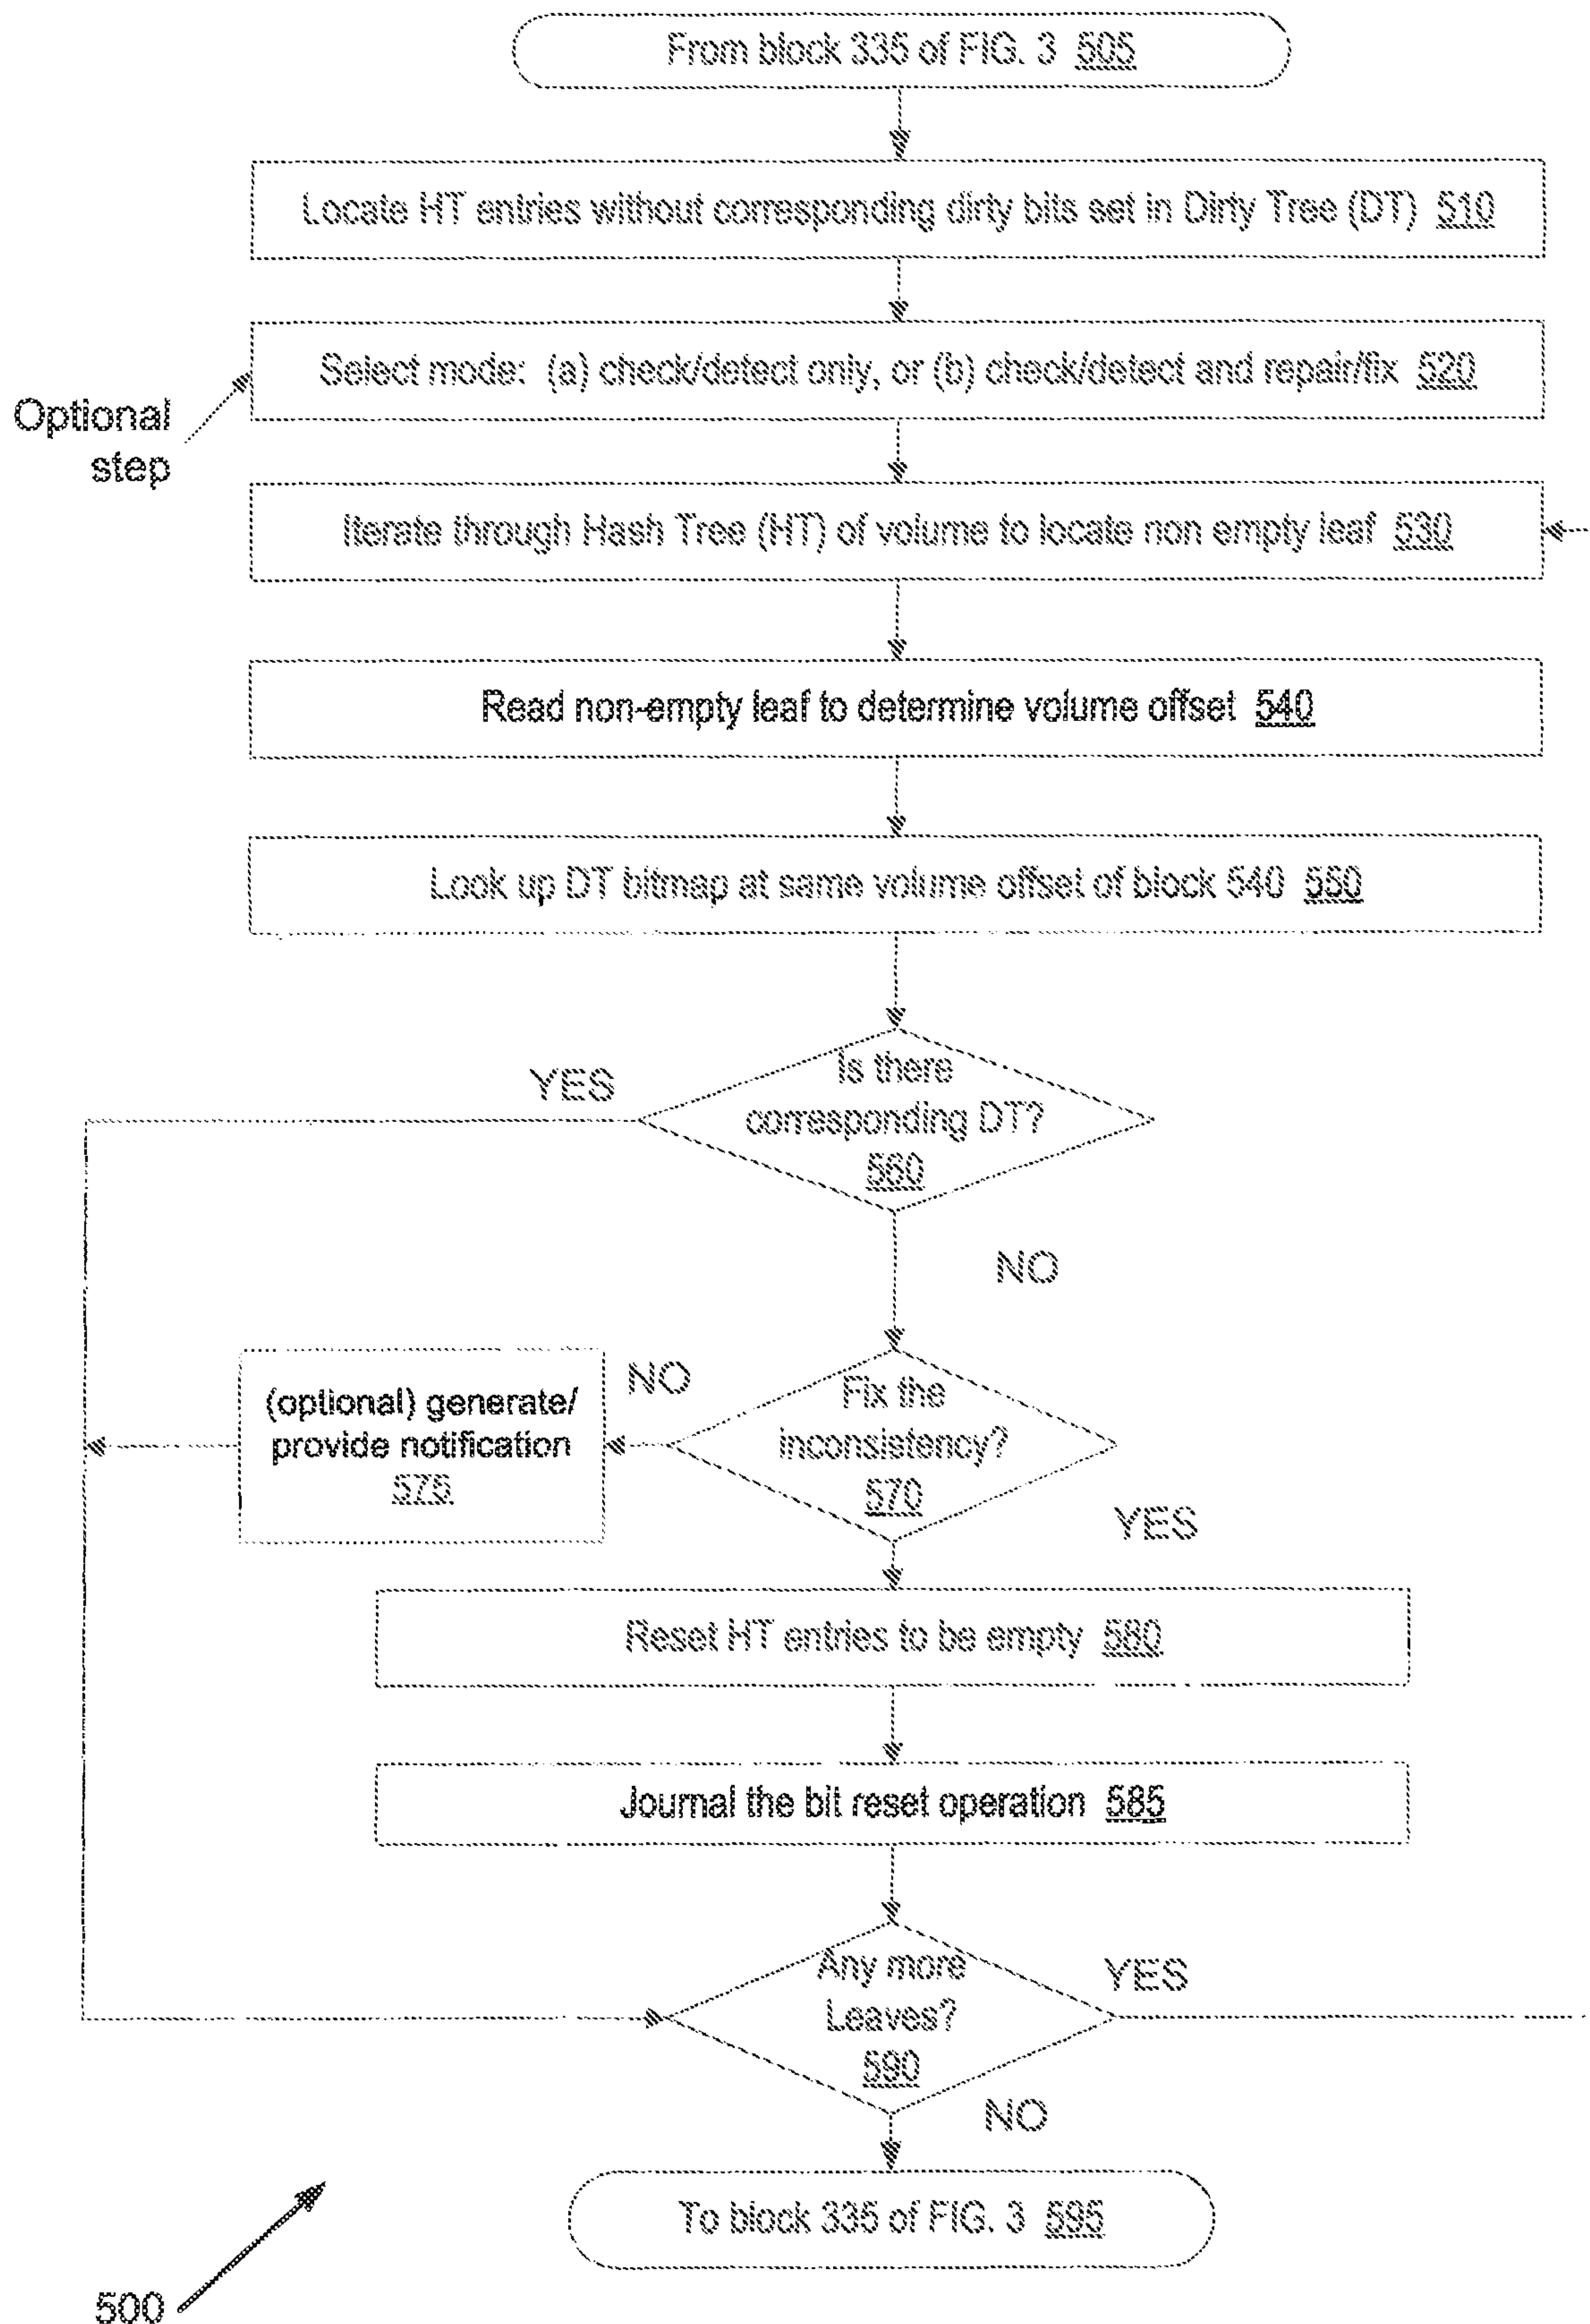 From block 335 of FIG. 3 505
Locate HT entries without corresponding dirty bits set in Dirty Tree (DT) 510
Select mode: (a) check/detect only, or (b) check/detect and repair/fix 520
Optional
step
Iterate through Hash Tree (HT) of volume to locate non empty leaf 530
Read non-empty leaf to determine volume offset 540
Look up DT bitmap at same volume offset of block 540 550
Is there
corresponding DT?
560
YES
NO
Fix the
inconsistency?
570
NO
(optional) generate/
provide notification
575
YES
Reset HT entries to be empty 580
Journal the bit reset operation 585
Any more
Leaves?
590
YES
NO
To block 335 of FIG. 3 595
500